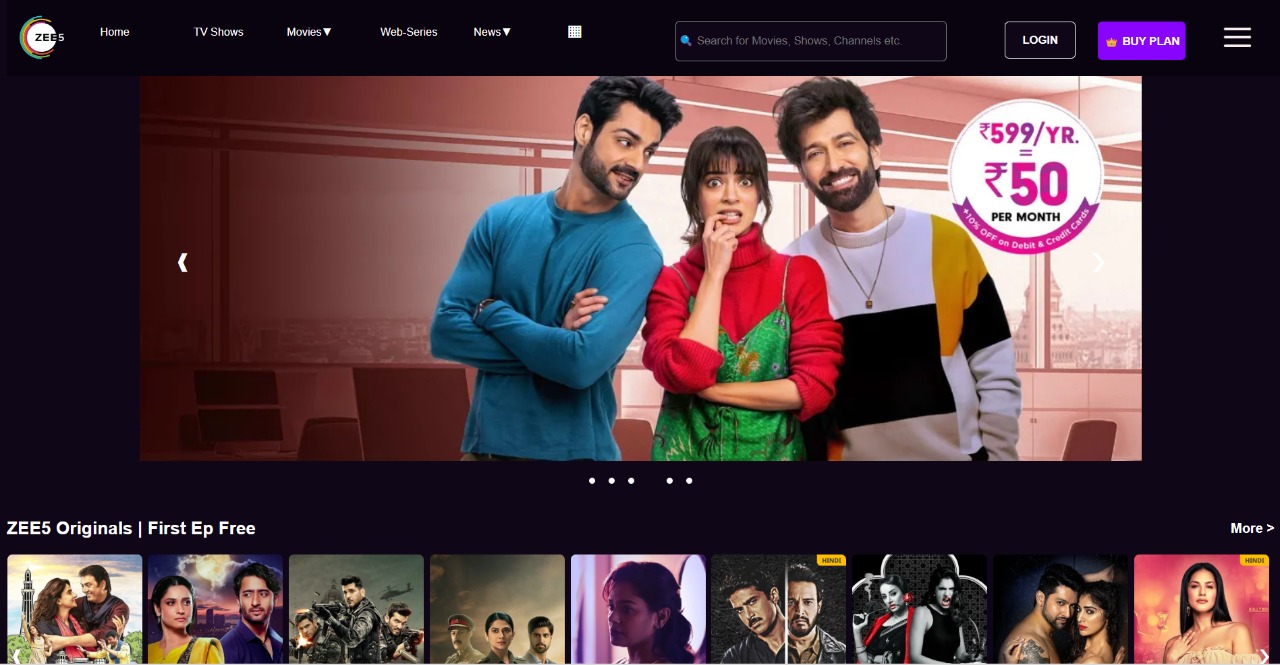 ZEE5
Home
TV Shows
Movies▼
Web-Series
News▼
Search for Movies, Shows, Channels etc.
LOGIN
BUY PLAN
₹599/YR.
=
₹50
PER MONTH
+10% OFF on Debit & Credit Cards
ZEE5 Originals | First Ep Free
More >
HINDI
HINDI